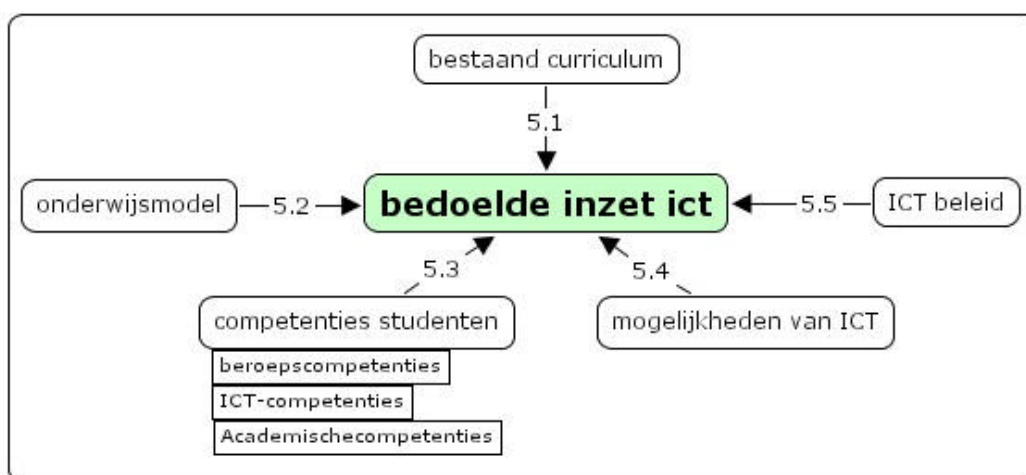 bestaand curriculum
5.1
onderwijsmodel
5.2
bedoelde inzet ict
5.5
ICT beleid
5.3
5.4
competenties studenten
mogelijkheden van ICT
beroepscompetenties
ICT-competenties
Academischecompetenties